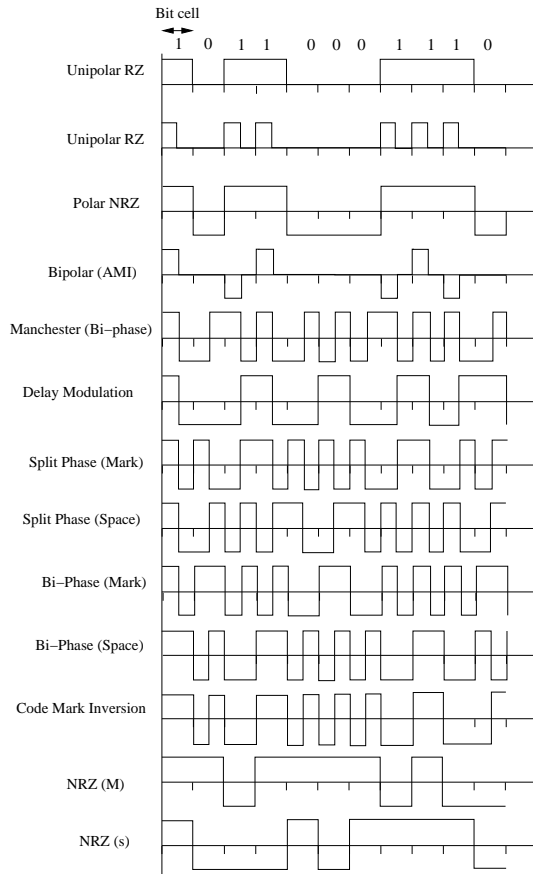 Bit cell
1 0 1 1 0 0 0 1 1 1 0
Unipolar RZ
Unipolar RZ
Polar NRZ
Bipolar (AMI)
Manchester (Bi−phase)
Delay Modulation
Split Phase (Mark)
Split Phase (Space)
Bi−Phase (Mark)
Bi−Phase (Space)
Code Mark Inversion
NRZ (M)
NRZ (s)